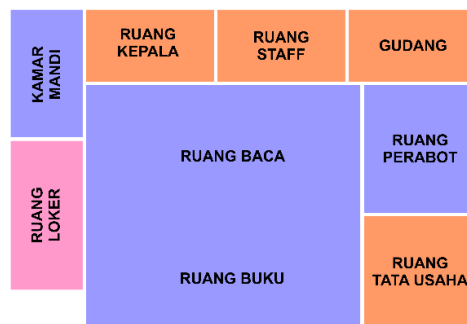 KAMAR
MANDI
RUANG
KEPALA
RUANG
STAFF
GUDANG
RUANG BACA
RUANG
PERABOT
RUANG
LOKER
RUANG BUKU
RUANG
TATA USAHA